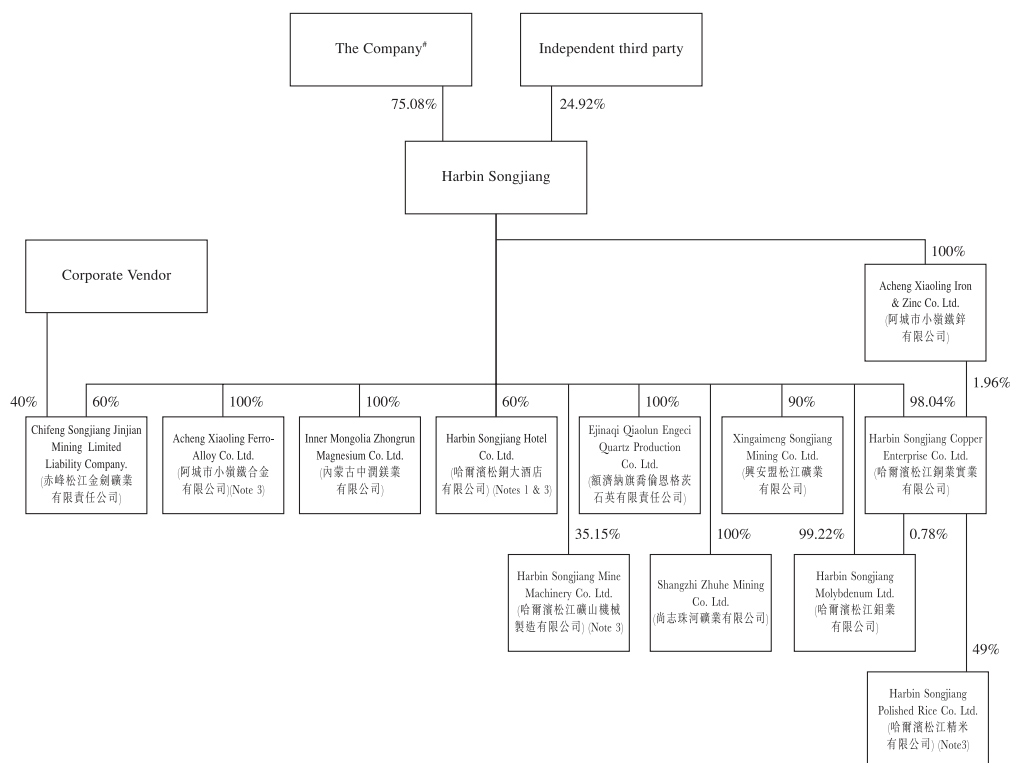 The Company#
Independent third party
75.08%
24.92%
Harbin Songjiang
Corporate Vendor
100%
Acheng Xiaoling Iron
& Zinc Co. Ltd.
(阿城市小嶺鐵鋅
有限公司)
1.96%
40%
60%
100%
100%
60%
100%
90%
98.04%
Chifeng Songjiang Jinjian
Mining Limited
Liability Company.
(赤峰松江金劍礦業
有限責任公司)
Acheng Xiaoling Ferro-
Alloy Co. Ltd.
(阿城市小嶺鐵合金
有限公司)(Note 3)
Inner Mongolia Zhongrun
Magnesium Co. Ltd.
(內蒙古中潤鎂業
有限公司)
Harbin Songjiang Hotel
Co. Ltd.
(哈爾濱松銅大酒店
有限公司) (Notes 1 & 3)
Ejinaqi Qiaolun Engeci
Quartz Production
Co. Ltd.
(額濟納旗喬倫恩格茨
石英有限責任公司)
Xingaimeng Songjiang
Mining Co. Ltd.
(興安盟松江礦業
有限公司)
Harbin Songjiang Copper
Enterprise Co. Ltd.
(哈爾濱松江銅業實業
有限公司)
35.15%
100%
99.22%
0.78%
Harbin Songjiang Mine
Machinery Co. Ltd.
(哈爾濱松江礦山機械
製造有限公司) (Note 3)
Shangzhi Zhuhe Mining
Co. Ltd.
(尚志珠河礦業有限公司)
Harbin Songjiang
Molybdenum Ltd.
(哈爾濱松江鉬業
有限公司)
49%
Harbin Songjiang
Polished Rice Co. Ltd.
(哈爾濱松江精米
有限公司) (Note3)